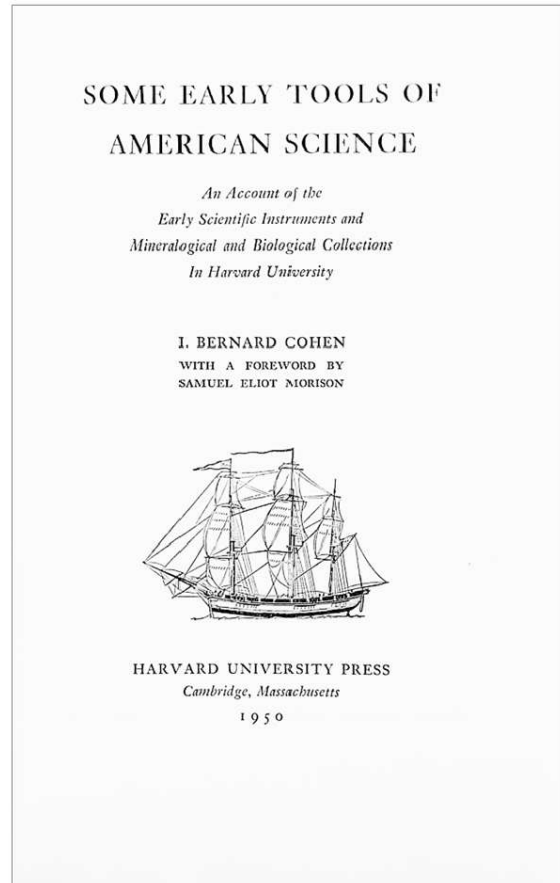 SOME EARLY TOOLS OF
AMERICAN SCIENCE
An Account of the
Early Scientific Instruments and
Mineralogical and Biological Collections
In Harvard University
I. BERNARD COHEN
WITH A FOREWORD BY
SAMUEL ELIOT MORISON
HARVARD UNIVERSITY PRESS
Cambridge, Massachusetts
1950